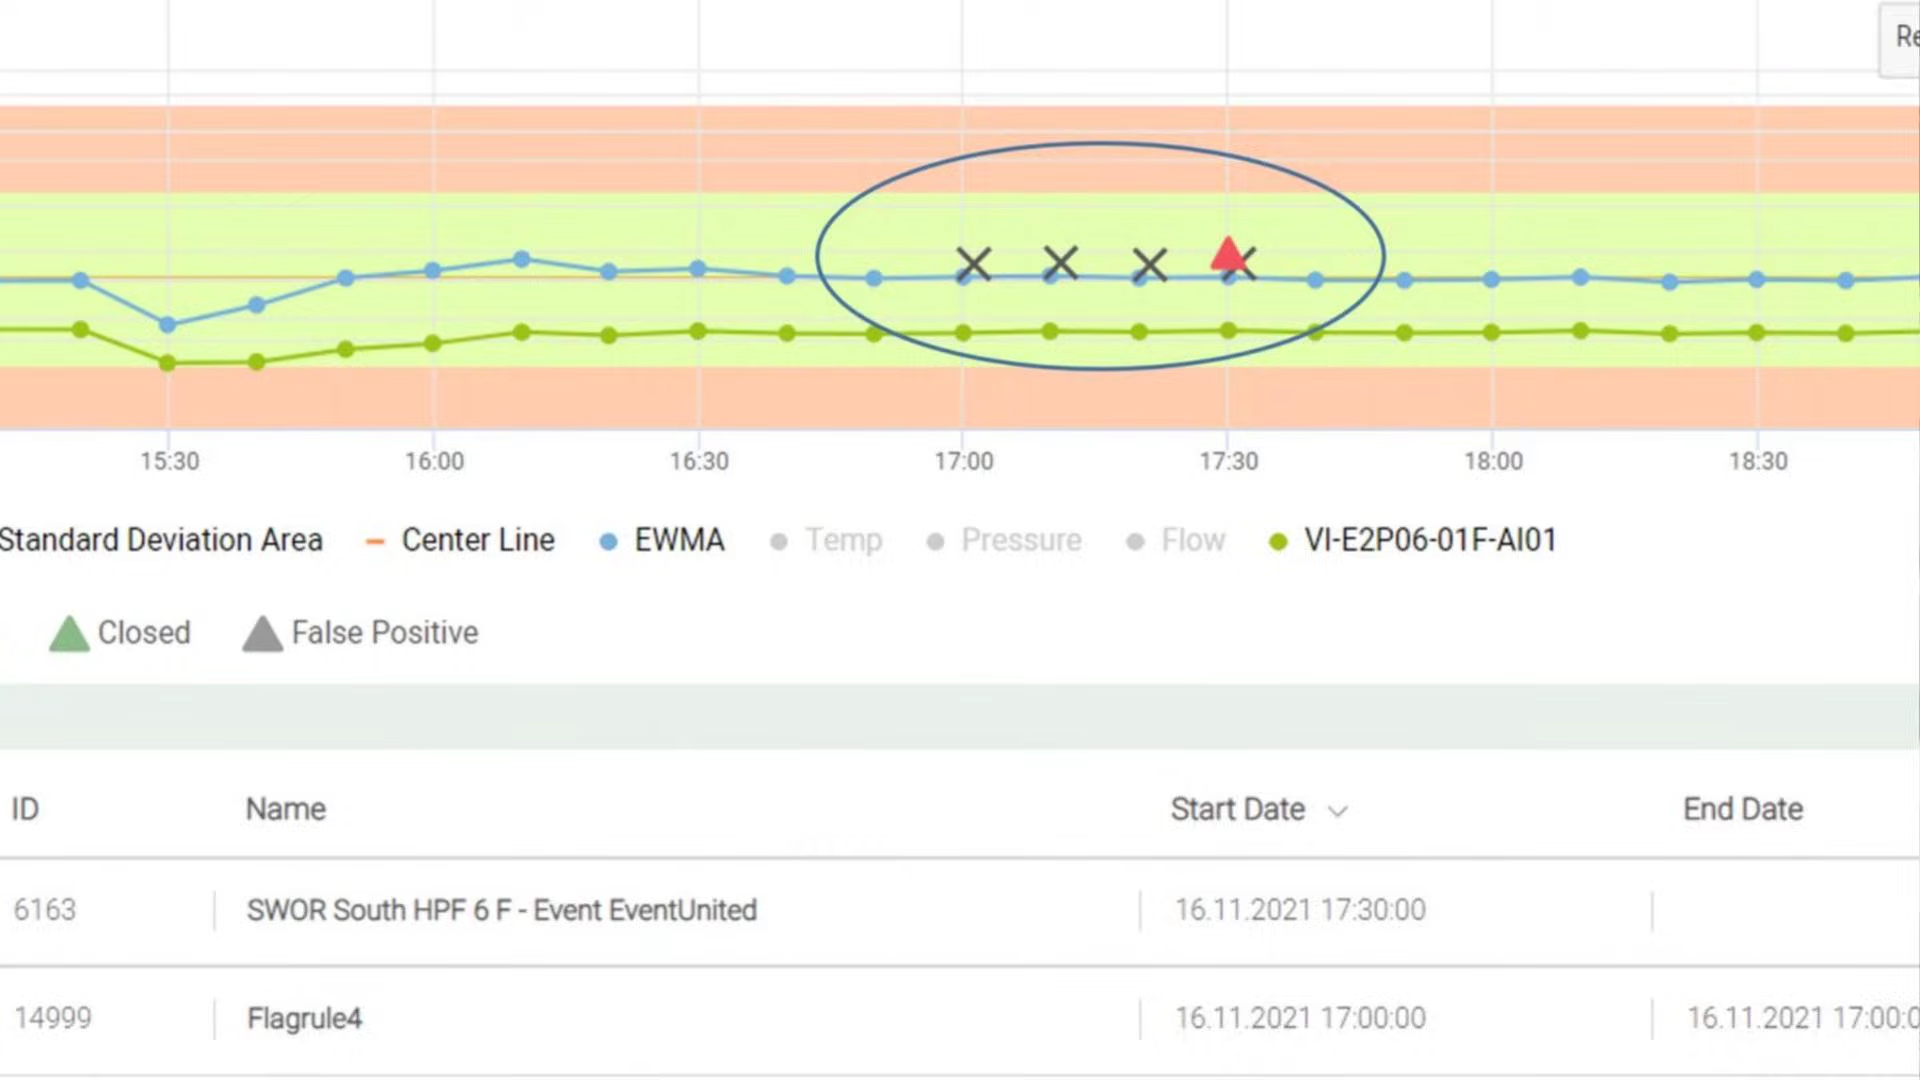 Re
15:30 16:00 16:30 17:00 17:30 18:00 18:30
Standard Deviation Area Center Line EWMA Temp Pressure Flow VI-E2P06-01F-AI01
Closed False Positive
ID Name Start Date End Date
6163 SWOR South HPF 6 F - Event EventUnited 16.11.2021 17:30:00
14999 Flagrule4 16.11.2021 17:00:00 16.11.2021 17:00:0